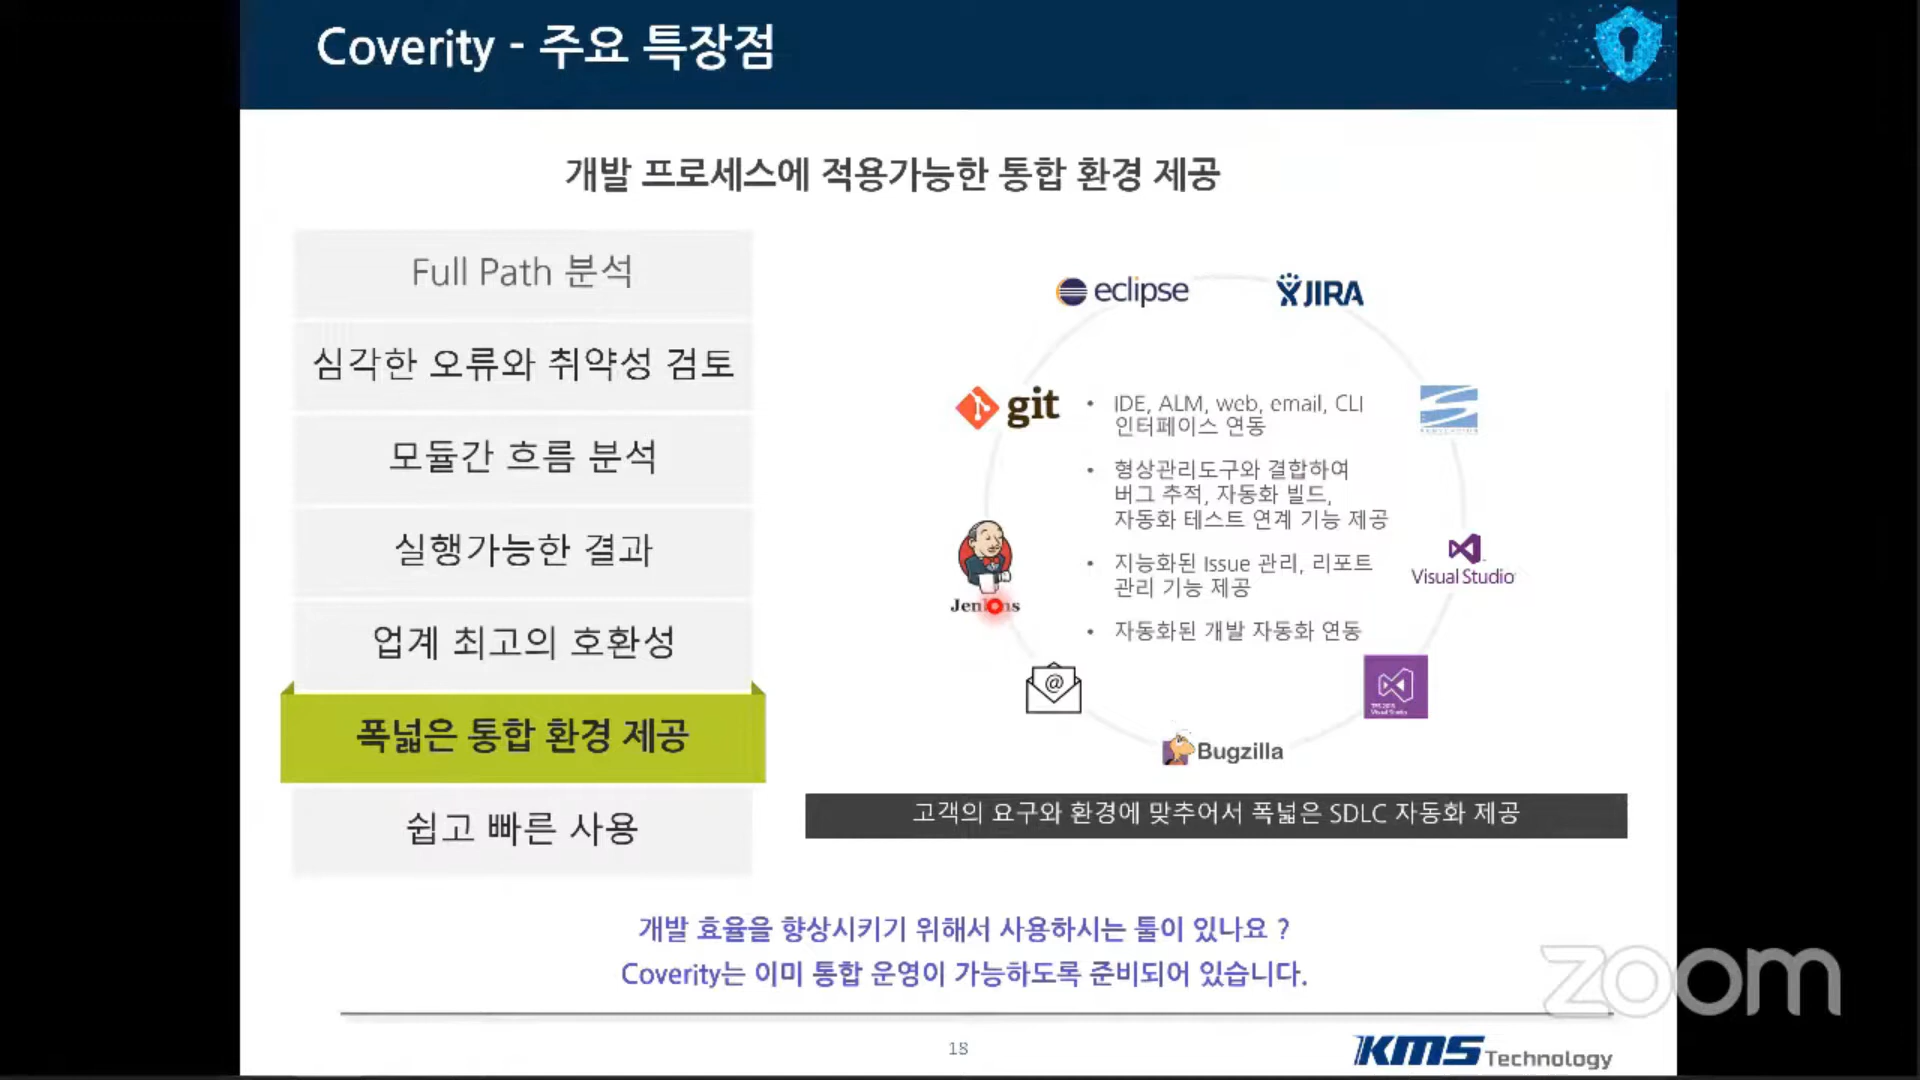 Coverity - 주요 특장점
개발 프로세스에 적용가능한 통합 환경 제공
Full Path 분석
심각한 오류와 취약성 검토
모듈간 흐름 분석
실행가능한 결과
업계 최고의 호환성
폭넓은 통합 환경 제공
쉽고 빠른 사용
eclipse
JIRA
git
• IDE, ALM, web, email, CLI
인터페이스 연동
• 형상관리도구와 결합하여
버그 추적, 자동화 빌드,
자동화 테스트 연계 기능 제공
• 지능화된 Issue 관리, 리포트
관리 기능 제공
• 자동화된 개발 자동화 연동
Jenkins
Visual Studio
@
Bugzilla
고객의 요구와 환경에 맞추어서 폭넓은 SDLC 자동화 제공
개발 효율을 향상시키기 위해서 사용하시는 툴이 있나요 ?
Coverity는 이미 통합 운영이 가능하도록 준비되어 있습니다.
zoom
18
KMS Technology